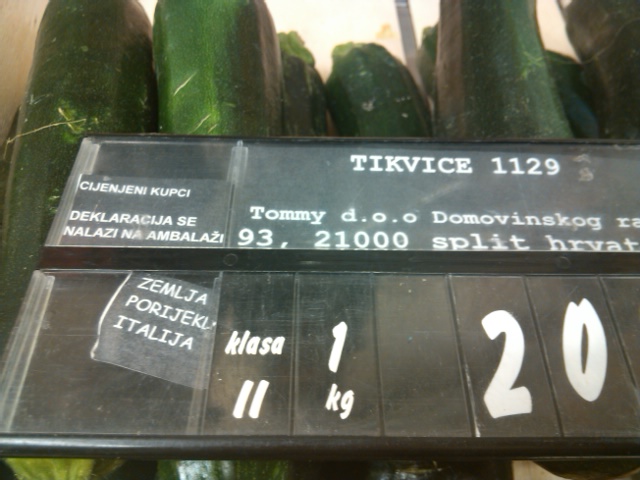 TIKVICE 1129
CIJENJENI KUPCI
DEKLARACIJA SE
NALAZI NA AMBALAŽI
Tommy d.o.o Domovinskog ra
93, 21000 split hrvat
ZEMLJA
PORIJEKL
ITALIJA
klasa
II
1
kg
20